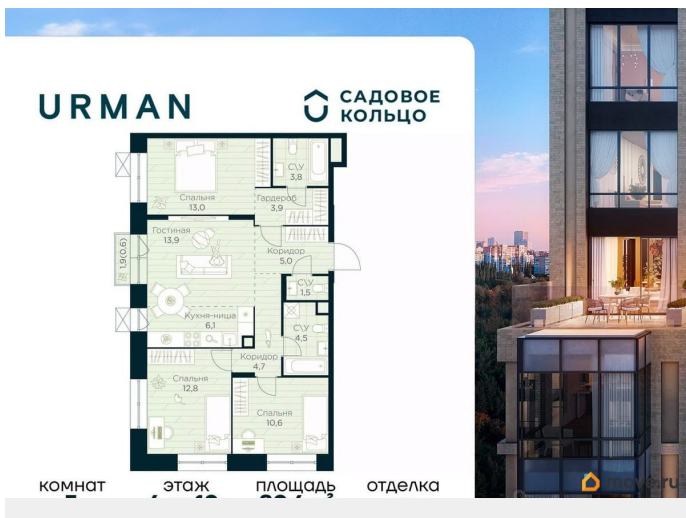 URMAN
САДОВОЕ
КОЛЬЦО
С\У
3,8
Спальня
13,0
Гардероб
3,9
Гостиная
13,9
Коридор
5,0
1,9(0,6)
С\У
1,5
Кухня-ниша
6,1
С\У
4,5
Коридор
4,7
Спальня
12,8
Спальня
10,6
комнат этаж площадь отделка
move.ru